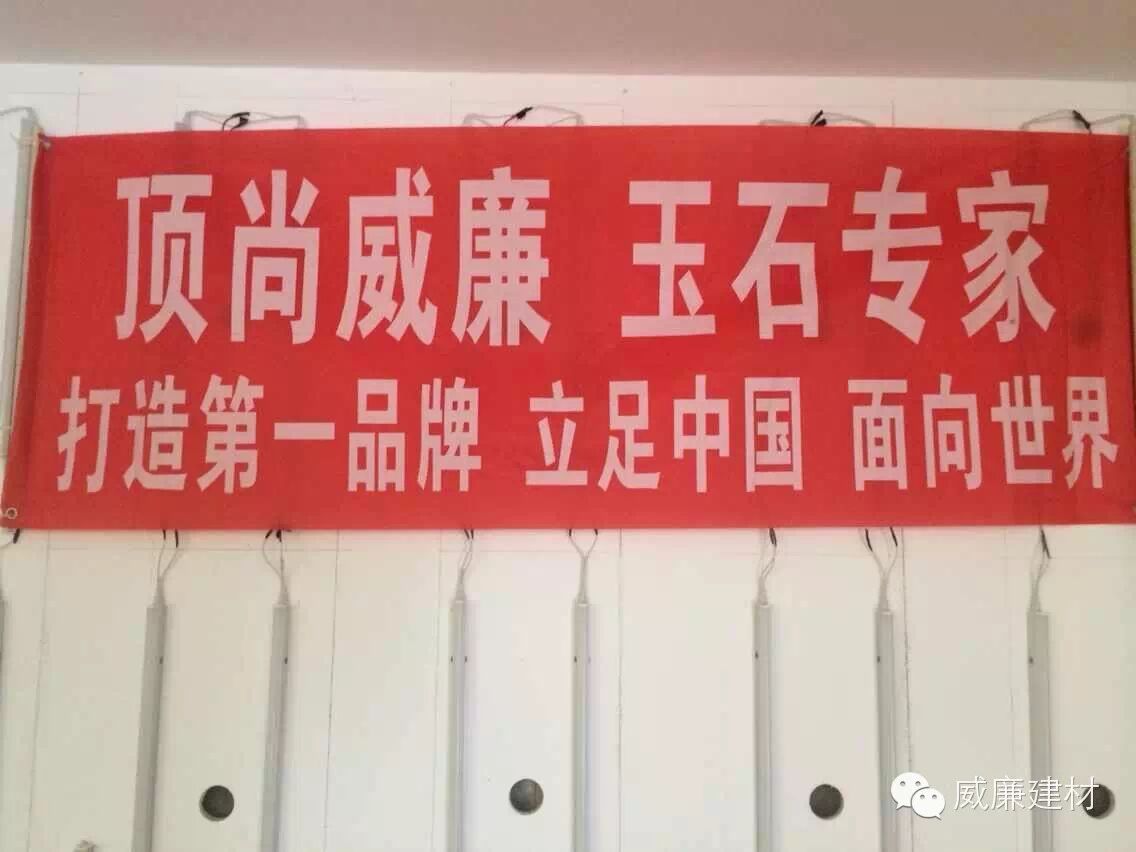 顶尚威廉 玉石专家
打造第一品牌 立足中国 面向世界
威廉建材